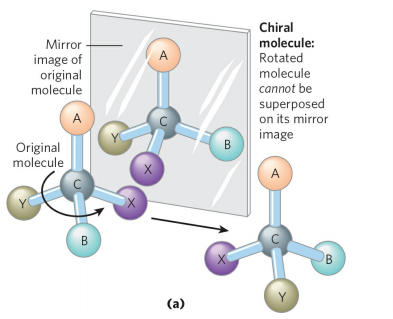 Mirror
image of
original
molecule
Chiral
molecule:
Rotated
molecule
cannot be
superposed
on its mirror
image
A
C
Y
B
X
Original
molecule
A
C
Y
X
B
A
C
X
B
Y
(a)